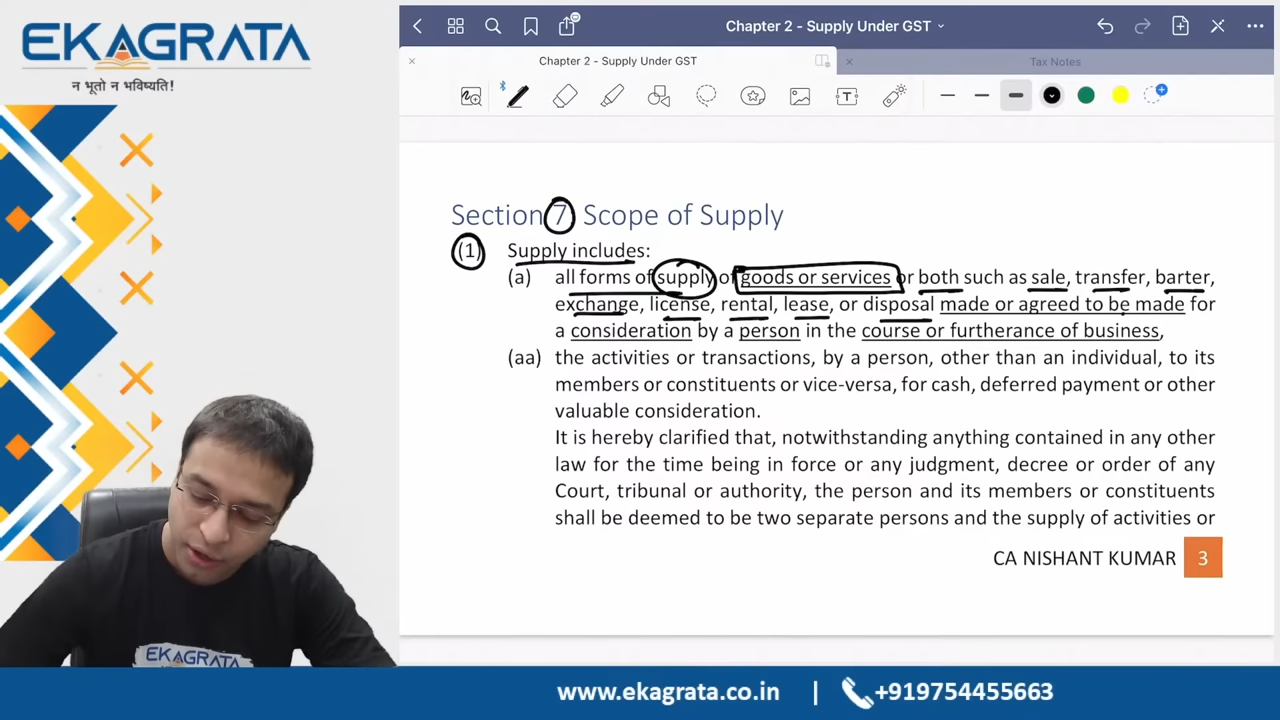 EKAGRATA
न भूतो न भविष्यति!
Chapter 2 - Supply Under GST
Chapter 2 - Supply Under GST
Tax Notes
Section 7 Scope of Supply
(1) Supply includes:
(a) all forms of supply of goods or services or both such as sale, transfer, barter,
exchange, license, rental, lease, or disposal made or agreed to be made for
a consideration by a person in the course or furtherance of business,
(aa) the activities or transactions, by a person, other than an individual, to its
members or constituents or vice-versa, for cash, deferred payment or other
valuable consideration.
It is hereby clarified that, notwithstanding anything contained in any other
law for the time being in force or any judgment, decree or order of any
Court, tribunal or authority, the person and its members or constituents
shall be deemed to be two separate persons and the supply of activities or
CA NISHANT KUMAR 3
EKAGRATA
www.ekagrata.co.in | +919754455663